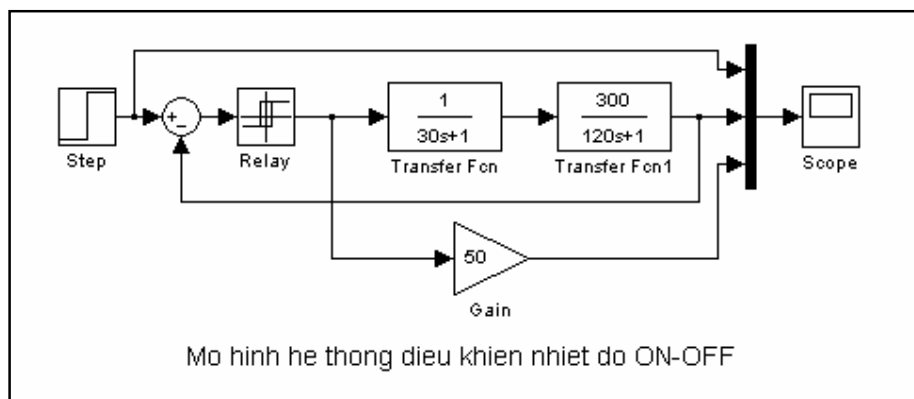 Step
+
−
Relay
1
30s+1
Transfer Fcn
300
120s+1
Transfer Fcn1
Scope
50
Gain
Mo hinh he thong dieu khien nhiet do ON-OFF